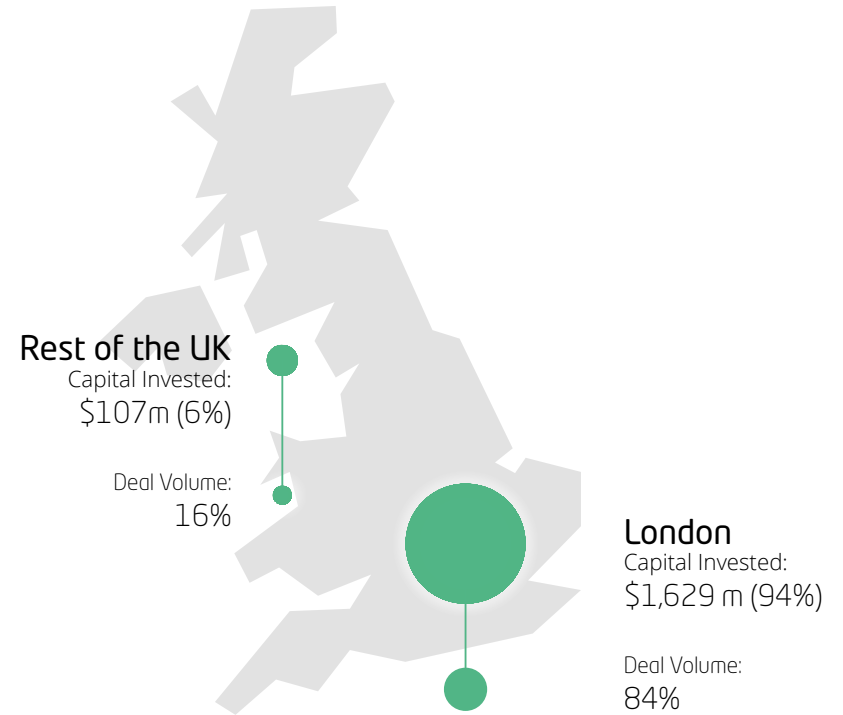 Rest of the UK
Capital Invested:
$107m (6%)
Deal Volume:
16%
London
Capital Invested:
$1,629 m (94%)
Deal Volume:
84%